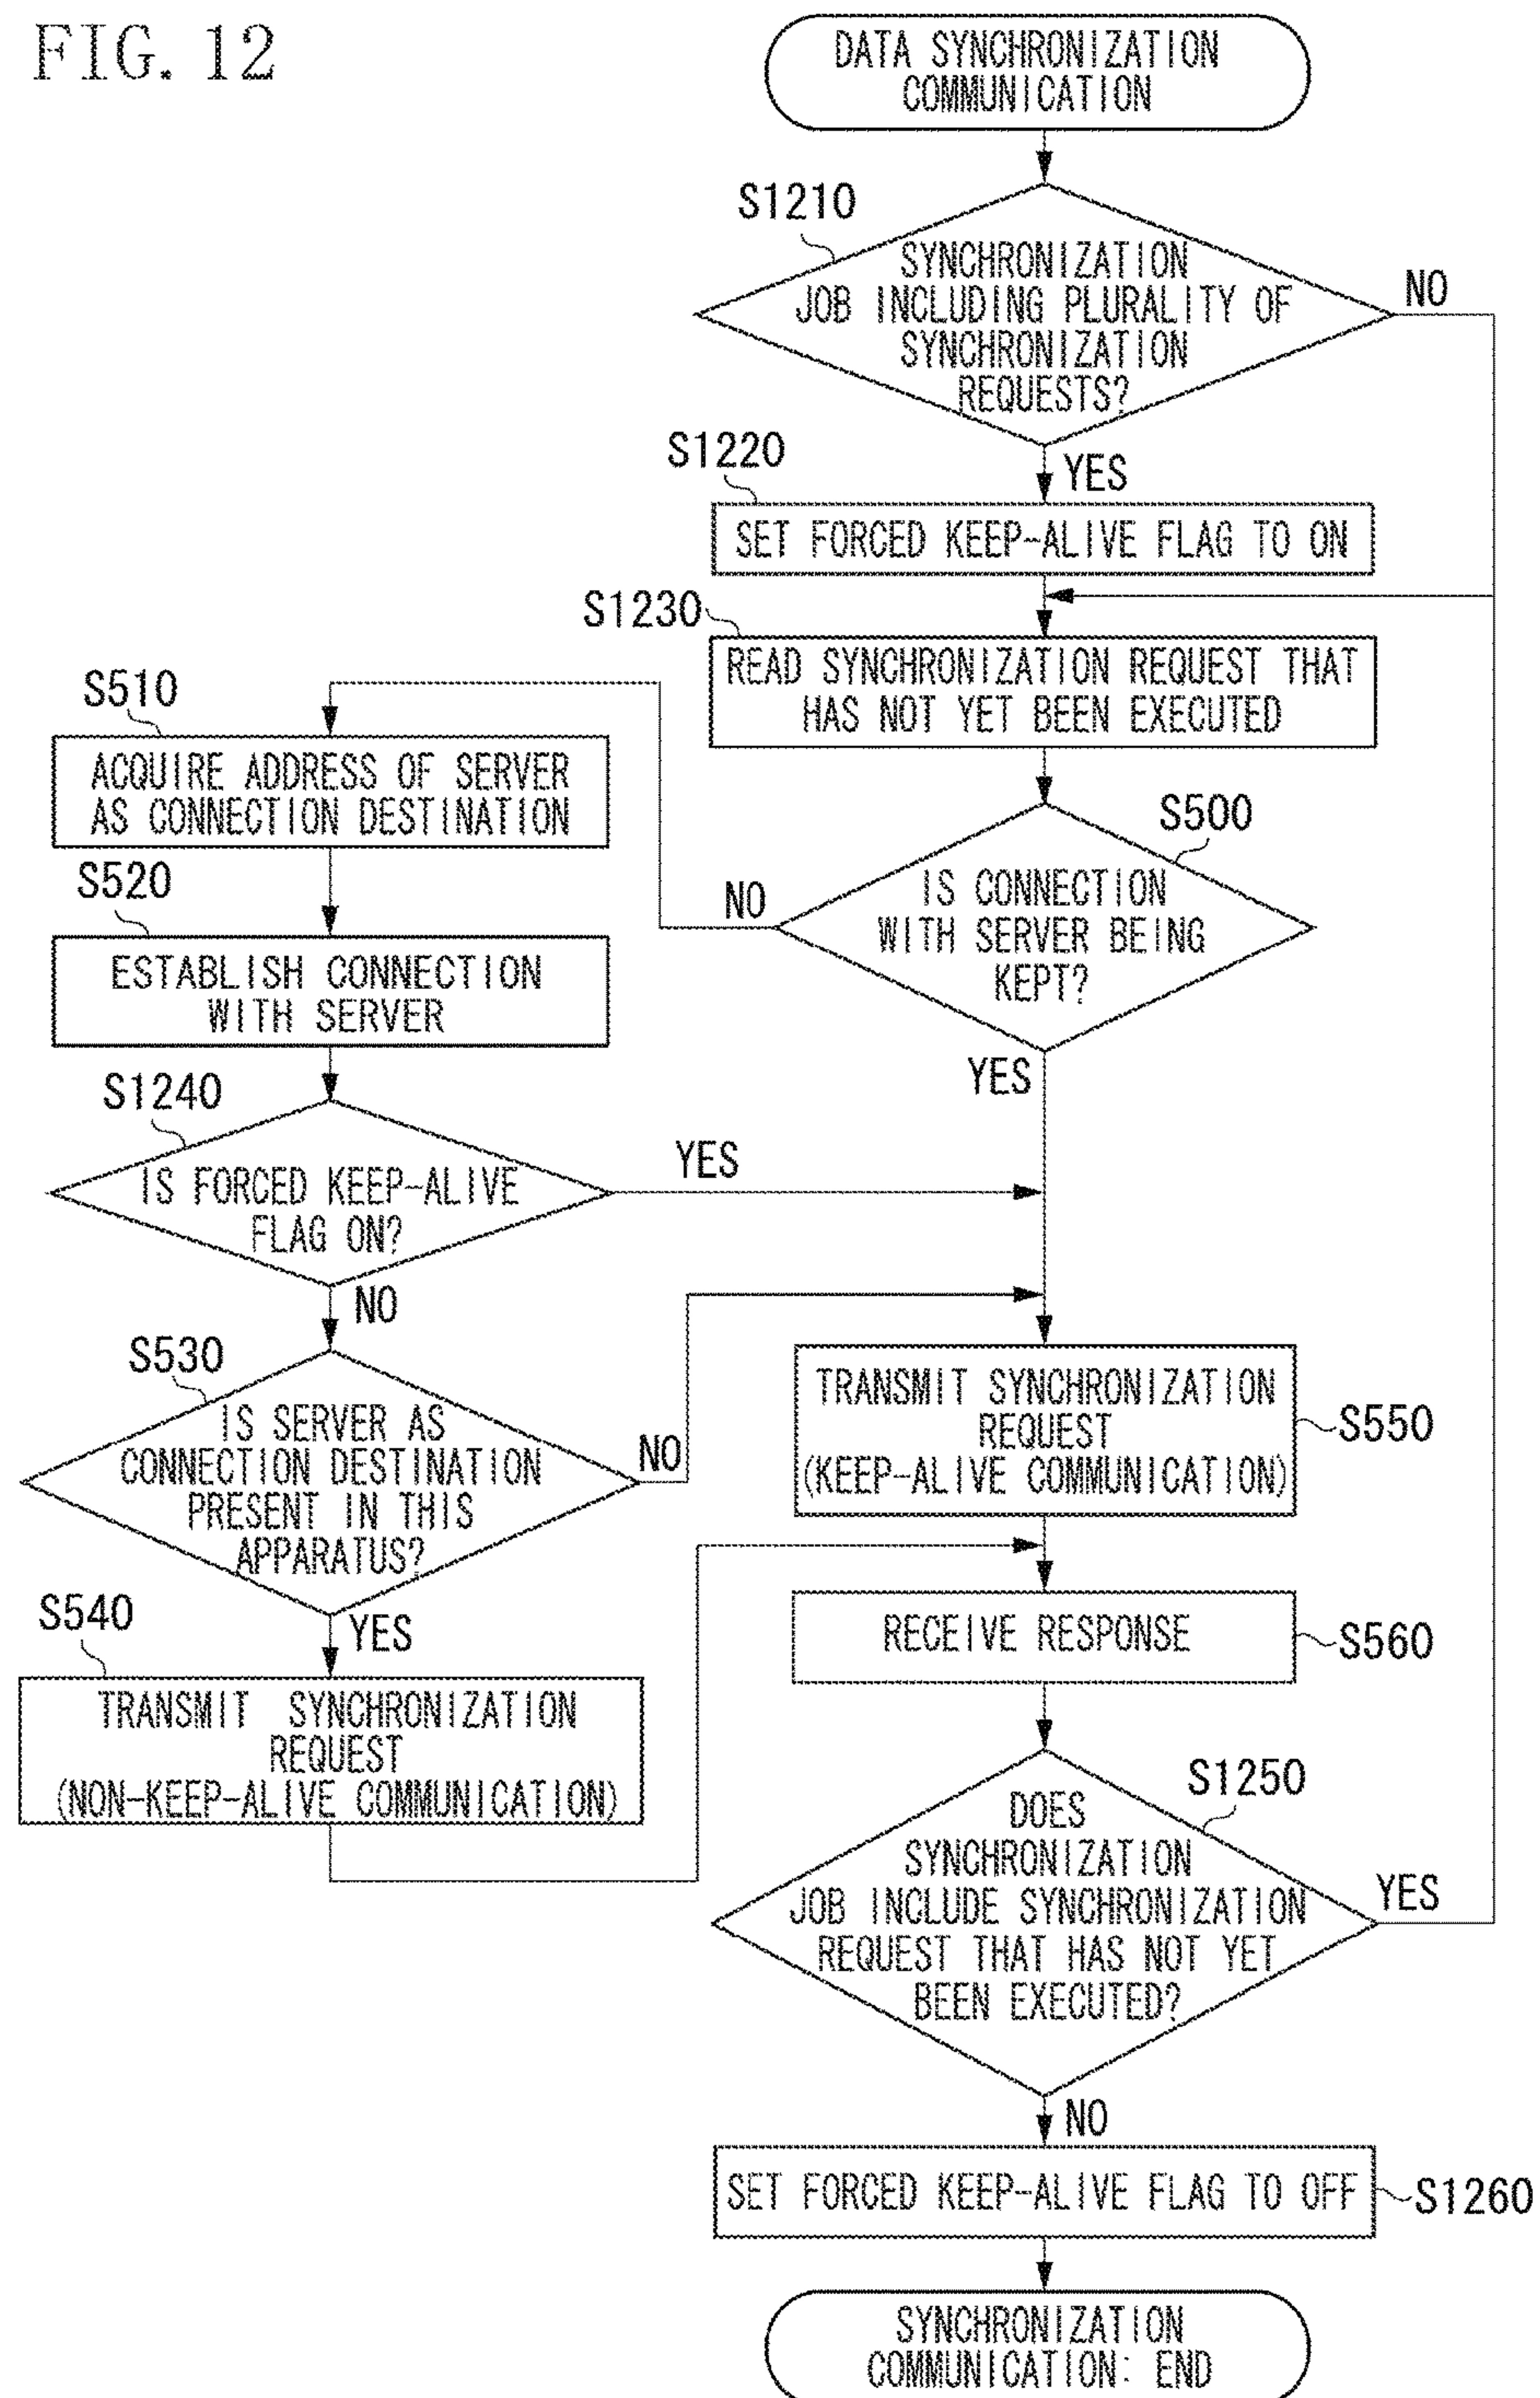 FIG. 12
DATA SYNCHRONIZATION
COMMUNICATION
S1210
SYNCHRONIZATION
JOB INCLUDING PLURALITY OF
SYNCHRONIZATION
REQUESTS?
NO
YES
S1220
SET FORCED KEEP-ALIVE FLAG TO ON
S1230
READ SYNCHRONIZATION REQUEST THAT
HAS NOT YET BEEN EXECUTED
S500
IS CONNECTION
WITH SERVER BEING
KEPT?
NO
YES
S510
ACQUIRE ADDRESS OF SERVER
AS CONNECTION DESTINATION
S520
ESTABLISH CONNECTION
WITH SERVER
S1240
IS FORCED KEEP-ALIVE
FLAG ON?
YES
NO
S530
IS SERVER AS
CONNECTION DESTINATION
PRESENT IN THIS
APPARATUS?
NO
YES
S540
TRANSMIT SYNCHRONIZATION
REQUEST
(NON-KEEP-ALIVE COMMUNICATION)
TRANSMIT SYNCHRONIZATION
REQUEST
(KEEP-ALIVE COMMUNICATION)
S550
RECEIVE RESPONSE
S560
S1250
DOES
SYNCHRONIZATION
JOB INCLUDE SYNCHRONIZATION
REQUEST THAT HAS NOT YET
BEEN EXECUTED?
YES
NO
SET FORCED KEEP-ALIVE FLAG TO OFF
S1260
SYNCHRONIZATION
COMMUNICATION: END